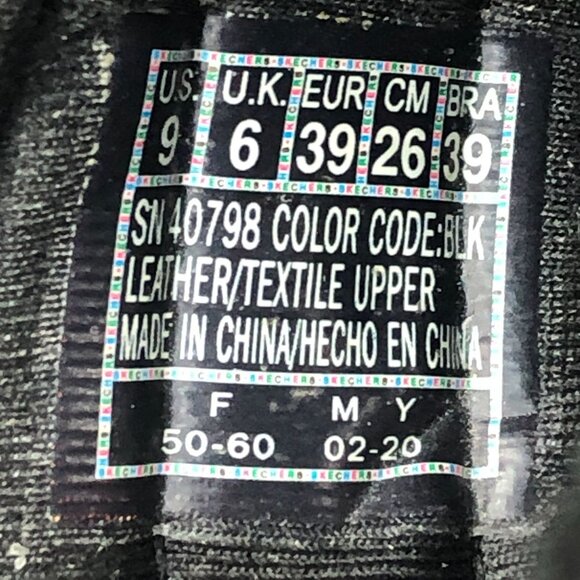 US. U.K. EUR CM BRA
9 6 39 26 39
SN 40798 COLOR CODE:BLK
LEATHER/TEXTILE UPPER
MADE IN CHINA/HECHO EN CHINA
F M Y
50-60 02-20